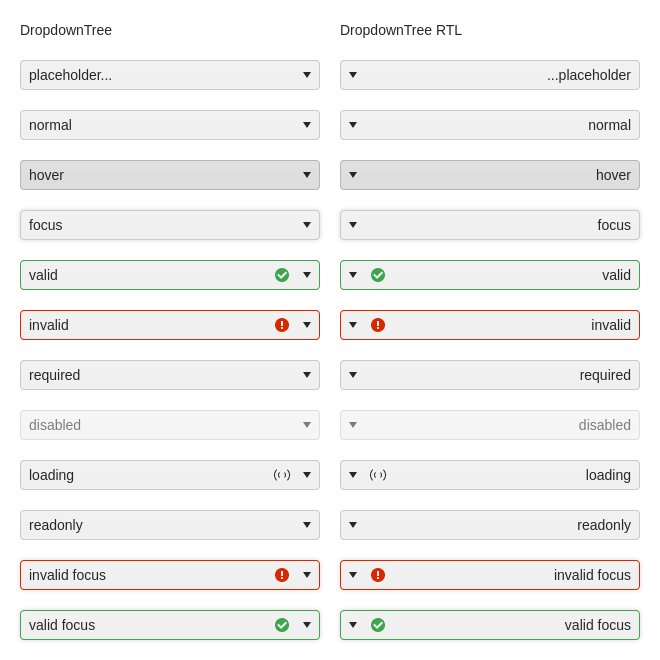 DropdownTree
DropdownTree RTL
placeholder...
...placeholder
normal
normal
hover
hover
focus
focus
valid
valid
invalid
invalid
required
required
disabled
disabled
loading
loading
readonly
readonly
invalid focus
invalid focus
valid focus
valid focus